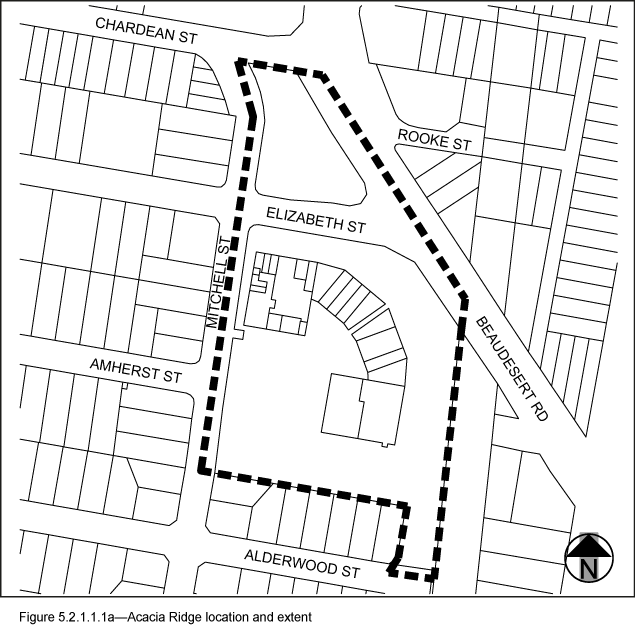 CHARDEAN ST
ROOKE ST
ELIZABETH ST
MITCHELL ST
BEAUDESERT RD
AMHERST ST
ALDERWOOD ST
N
Figure 5.2.1.1.1a—Acacia Ridge location and extent